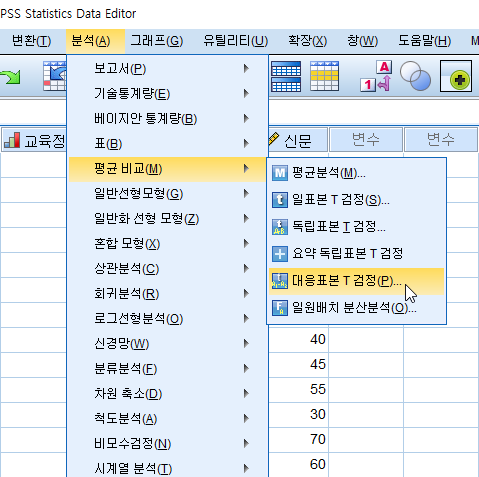 PSS Statistics Data Editor
변환(T) 분석(A) 그래프(G) 유틸리티(U) 확장(X) 창(W) 도움말(H) M
1 A
교육정 신문 변수 변수
보고서(P)
기술통계량(E)
베이지안 통계량(B)
표(B)
평균 비교(M)
일반선형모형(G)
일반화 선형 모형(Z)
혼합 모형(X)
상관분석(C)
회귀분석(R)
로그선형분석(O)
신경망(W)
분류분석(F)
차원 축소(D)
척도분석(A)
비모수검정(N)
시계열 분석(T)
M 평균분석(M)...
t 일표본 T 검정(S)...
독립표본 T 검정...
요약 독립표본 T 검정
대응표본 T 검정(P)...
일원배치 분산분석(O)...
40
45
55
30
70
60